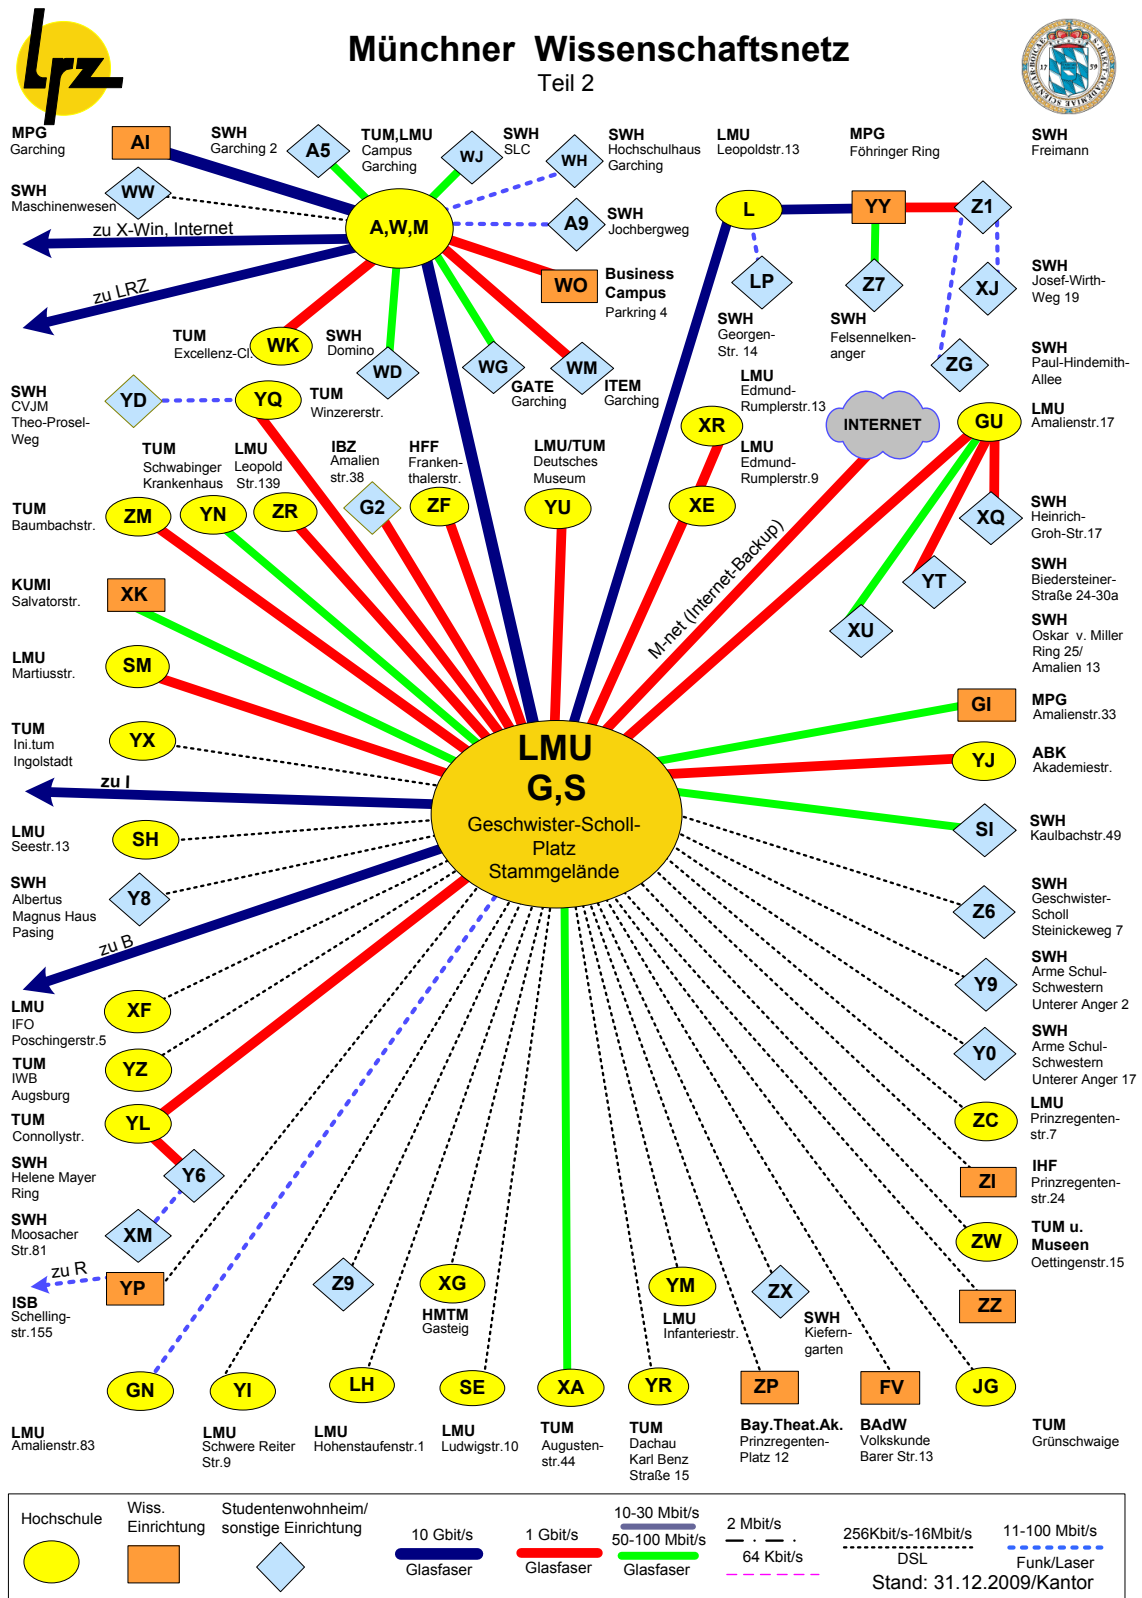 lrz
Münchner Wissenschaftsnetz
Teil 2
MPG
Garching
AI
SWH
Garching 2
A5
TUM,LMU
Campus
Garching
WJ
SWH
SLC
WH
SWH
Hochschulhaus
Garching
LMU
Leopoldstr.13
MPG
Föhringer Ring
SWH
Freimann
SWH
Maschinenwesen
WW
A,W,M
A9
SWH
Jochbergweg
L
YY
Z1
zu X-Win, Internet
zu LRZ
WO
Business
Campus
Parkring 4
LP
Z7
XJ
SWH
Josef-Wirth-
Weg 19
TUM
Excellenz-Cl.
WK
SWH
Domino
WD
WG
GATE
Garching
WM
ITEM
Garching
SWH
Georgen-
Str. 14
SWH
Felsennelken-
anger
ZG
SWH
Paul-Hindemith-
Allee
SWH
CVJM
Theo-Prosel-
Weg
YD
YQ
TUM
Winzererstr.
LMU
Edmund-
Rumplerstr.13
XR
INTERNET
GU
LMU
Amalienstr.17
TUM
Schwabinger
Krankenhaus
LMU
Leopold
Str.139
IBZ
Amalien
str.38
HFF
Franken-
thalerstr.
LMU/TUM
Deutsches
Museum
LMU
Edmund-
Rumplerstr.9
TUM
Baumbachstr.
ZM
YN
ZR
G2
ZF
YU
XE
XQ
SWH
Heinrich-
Groh-Str.17
M-net (Internet-Backup)
KUMI
Salvatorstr.
XK
YT
SWH
Biedersteiner-
Straße 24-30a
XU
SWH
Oskar v. Miller
Ring 25/
Amalien 13
LMU
Martiusstr.
SM
GI
MPG
Amalienstr.33
TUM
Ini.tum
Ingolstadt
YX
YJ
ABK
Akademiestr.
LMU
G,S
Geschwister-Scholl-
Platz
Stammgelände
zu I
LMU
Seestr.13
SH
SI
SWH
Kaulbachstr.49
SWH
Albertus
Magnus Haus
Pasing
Y8
zu B
Z6
SWH
Geschwister-
Scholl
Steinickeweg 7
Y9
SWH
Arme Schul-
Schwestern
Unterer Anger 2
LMU
IFO
Poschingerstr.5
XF
Y0
SWH
Arme Schul-
Schwestern
Unterer Anger 17
TUM
IWB
Augsburg
YZ
TUM
Connollystr.
YL
ZC
LMU
Prinzregenten-
str.7
SWH
Helene Mayer
Ring
Y6
ZI
IHF
Prinzregenten-
str.24
SWH
Moosacher
Str.81
XM
ZW
TUM u.
Museen
Oettingenstr.15
zu R
ISB
Schelling-
str.155
YP
Z9
XG
HMTM
Gasteig
YM
LMU
Infanteriestr.
ZX
SWH
Kiefern-
garten
ZZ
GN
YI
LH
SE
XA
YR
ZP
FV
JG
LMU
Amalienstr.83
LMU
Schwere Reiter
Str.9
LMU
Hohenstaufenstr.1
LMU
Ludwigstr.10
TUM
Augusten-
str.44
TUM
Dachau
Karl Benz
Straße 15
Bay.Theat.Ak.
Prinzregenten-
Platz 12
BAdW
Volkskunde
Barer Str.13
TUM
Grünschwaige
Hochschule
Wiss.
Einrichtung
Studentenwohnheim/
sonstige Einrichtung
10 Gbit/s
Glasfaser
1 Gbit/s
Glasfaser
10-30 Mbit/s
50-100 Mbit/s
Glasfaser
2 Mbit/s
64 Kbit/s
256Kbit/s-16Mbit/s
DSL
11-100 Mbit/s
Funk/Laser
Stand: 31.12.2009/Kantor